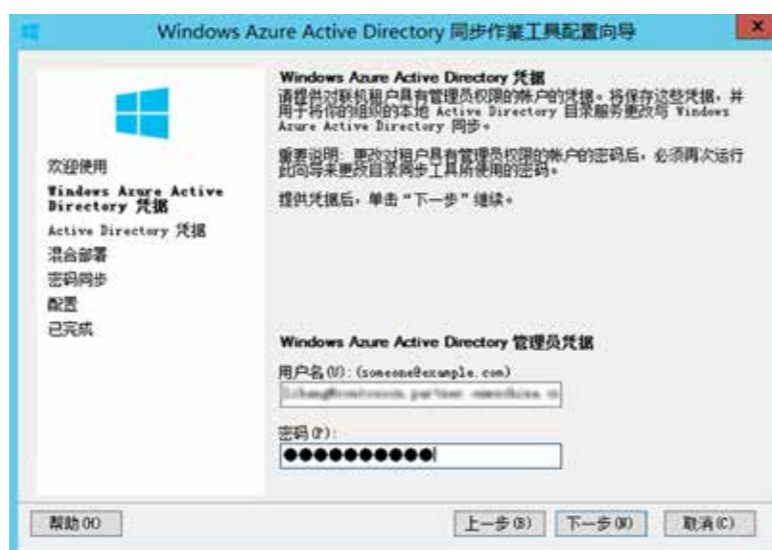 Windows Azure Active Directory 同步作業工具配置向导
欢迎使用
Windows Azure Active
Directory 凭据
Active Directory 凭据
混合部署
密码同步
配置
已完成
Windows Azure Active Directory 凭据
请提供对联机租户具有管理员权限的帐户的凭据。将保存这些凭据，并
用于将你的组织的本地 Active Directory 目录服务更改与 Windows
Azure Active Directory 同步。
重要说明: 更改对租户具有管理员权限的帐户的密码后，必须再次运行
此向导来更改目录同步工具所使用的密码。
提供凭据后，单击“下一步”继续。
Windows Azure Active Directory 管理员凭据
用户名(U): (someone@example.com)
密码(P):
●●●●●●●●●●
帮助(H)
上一步(B)
下一步(N)
取消(C)